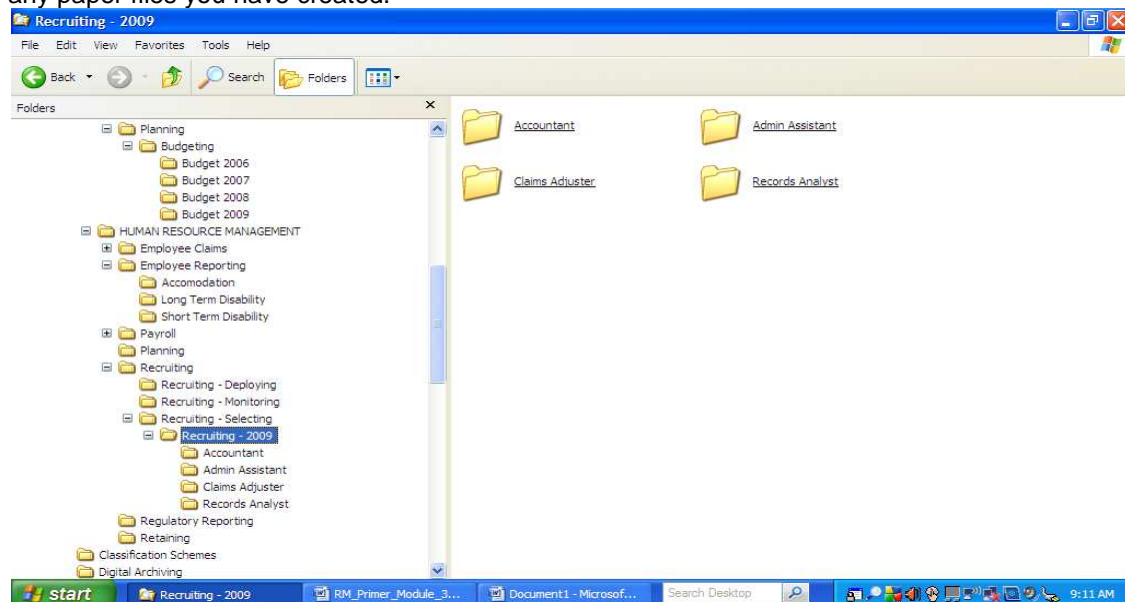 any paper files you have created.
Recruiting - 2009
File Edit View Favorites Tools Help
Back Search Folders
Folders
Planning
Budgeting
Budget 2006
Budget 2007
Budget 2008
Budget 2009
HUMAN RESOURCE MANAGEMENT
Employee Claims
Employee Reporting
Accomodation
Long Term Disability
Short Term Disability
Payroll
Planning
Recruiting
Recruiting - Deploying
Recruiting - Monitoring
Recruiting - Selecting
Recruiting - 2009
Accountant
Admin Assistant
Claims Adjuster
Records Analyst
Regulatory Reporting
Retaining
Classification Schemes
Digital Archiving
Accountant Admin Assistant
Claims Adjuster Records Analyst
start Recruiting - 2009 RM_Primer_Module_3... Document1 - Microsof... Search Desktop 9:11 AM